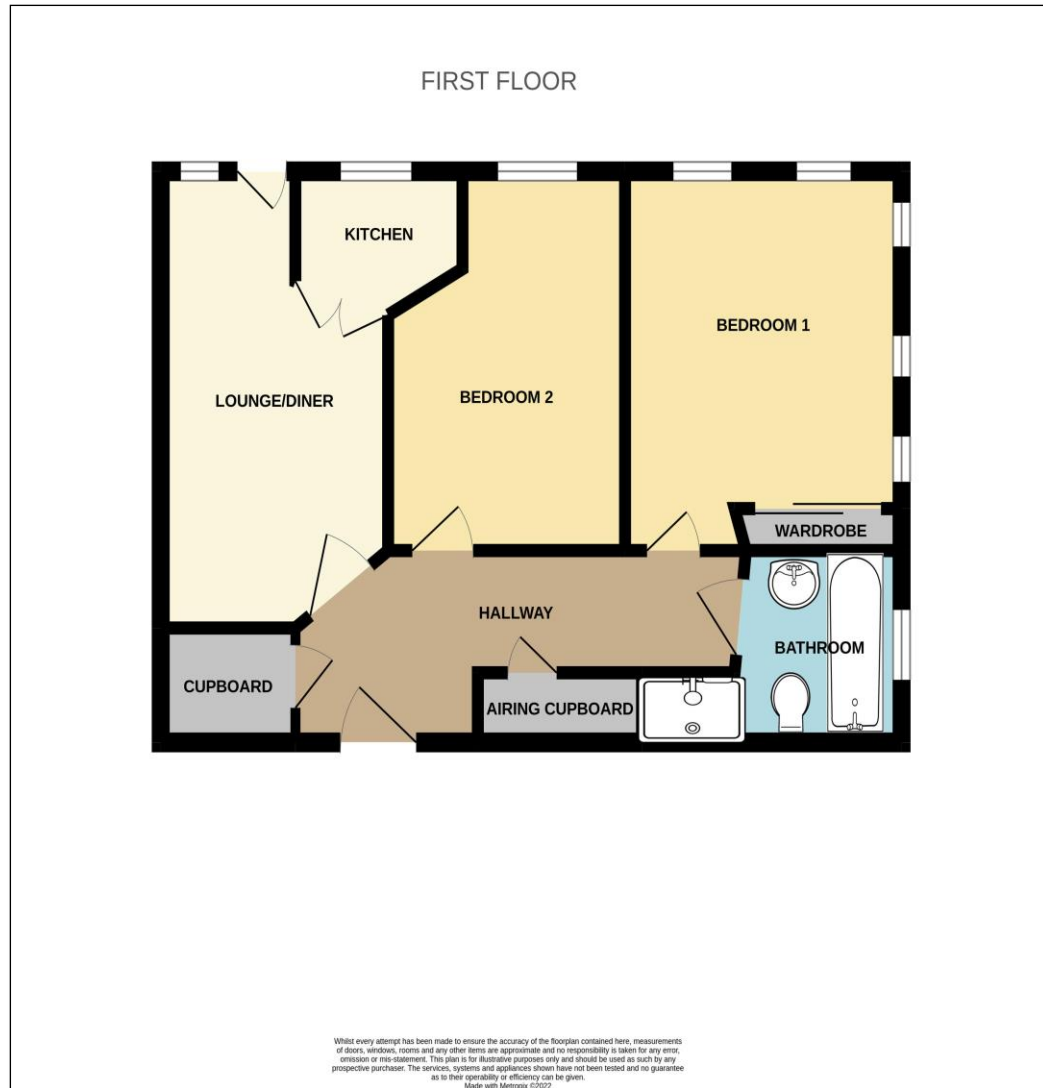 FIRST FLOOR
KITCHEN
BEDROOM 1
BEDROOM 2
LOUNGE/DINER
WARDROBE
HALLWAY
BATHROOM
CUPBOARD
AIRING CUPBOARD
Whilst every attempt has been made to ensure the accuracy of the floorplan contained here, measurements
of doors, windows, rooms and any other items are approximate and no responsibility is taken for any error,
omission or mis-statement. This plan is for illustrative purposes only and should be used as such by any
prospective purchaser. The services, systems and appliances shown have not been tested and no guarantee
as to their operability or efficiency can be given.
Made with Metropix ©2022